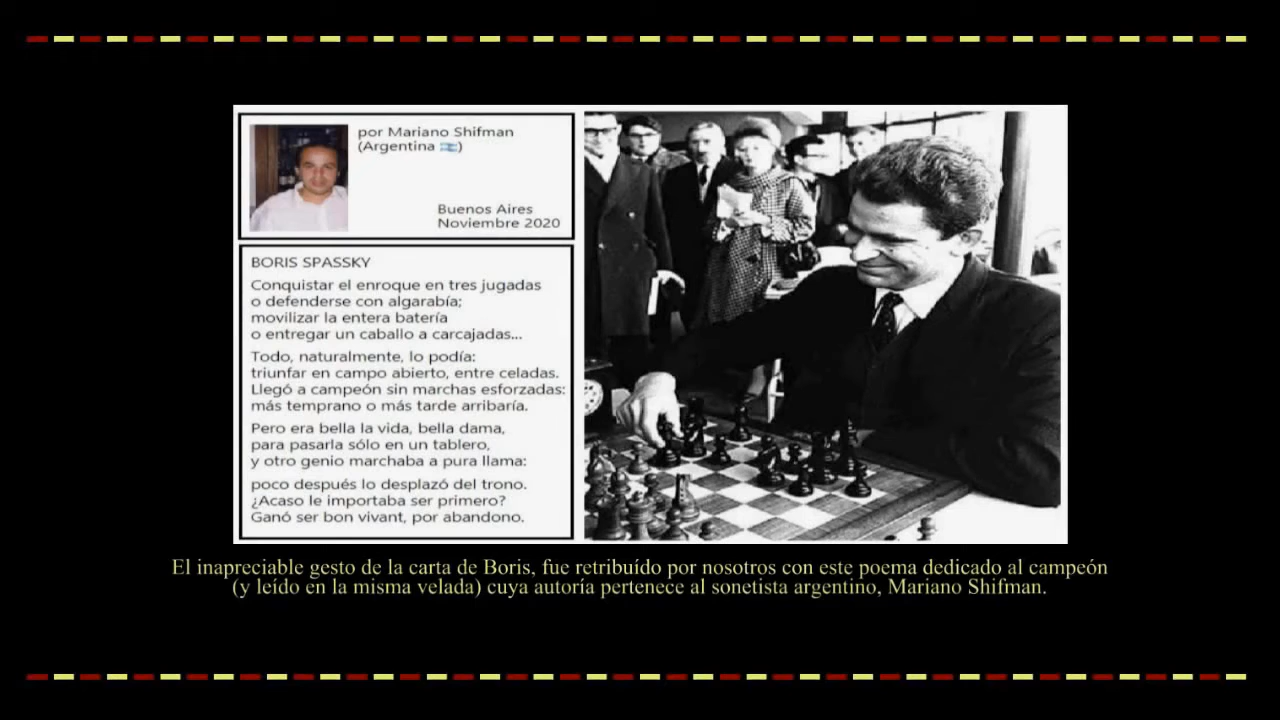 por Mariano Shifman
(Argentina 🇦🇷)
Buenos Aires
Noviembre 2020
BORIS SPASSKY
Conquistar el enroque en tres jugadas
o defenderse con algarabía;
movilizar la entera batería
o entregar un caballo a carcajadas...
Todo, naturalmente, lo podía:
triunfar en campo abierto, entre celadas.
Llegó a campeón sin marchas esforzadas:
más temprano o más tarde arribaría.
Pero era bella la vida, bella dama,
para pasarla sólo en un tablero,
y otro genio marchaba a pura llama:
poco después lo desplazó del trono.
¿Acaso le importaba ser primero?
Ganó ser bon vivant, por abandono.
El inapreciable gesto de la carta de Boris, fue retribuído por nosotros con este poema dedicado al campeón
(y leído en la misma velada) cuya autoría pertenece al sonetista argentino, Mariano Shifman.